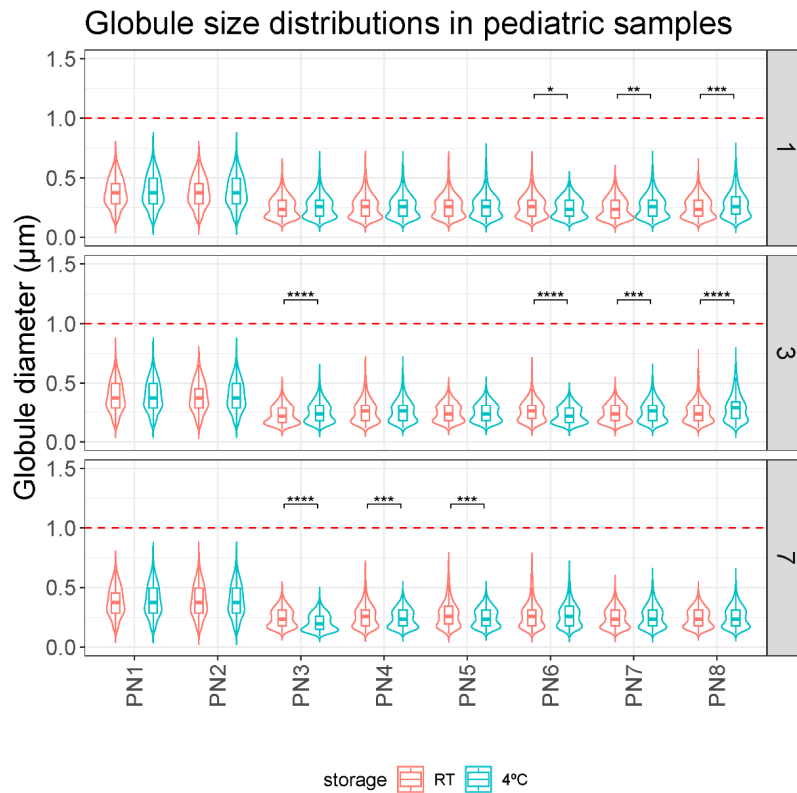 Globule size distributions in pediatric samples
Globule diameter (µm)
1.5
1.0
0.5
0.0
* ** ***
1
1.5
1.0
0.5
0.0
**** **** *** ****
3
1.5
1.0
0.5
0.0
**** *** ***
7
PN1 PN2 PN3 PN4 PN5 PN6 PN7 PN8
storage RT 4ºC